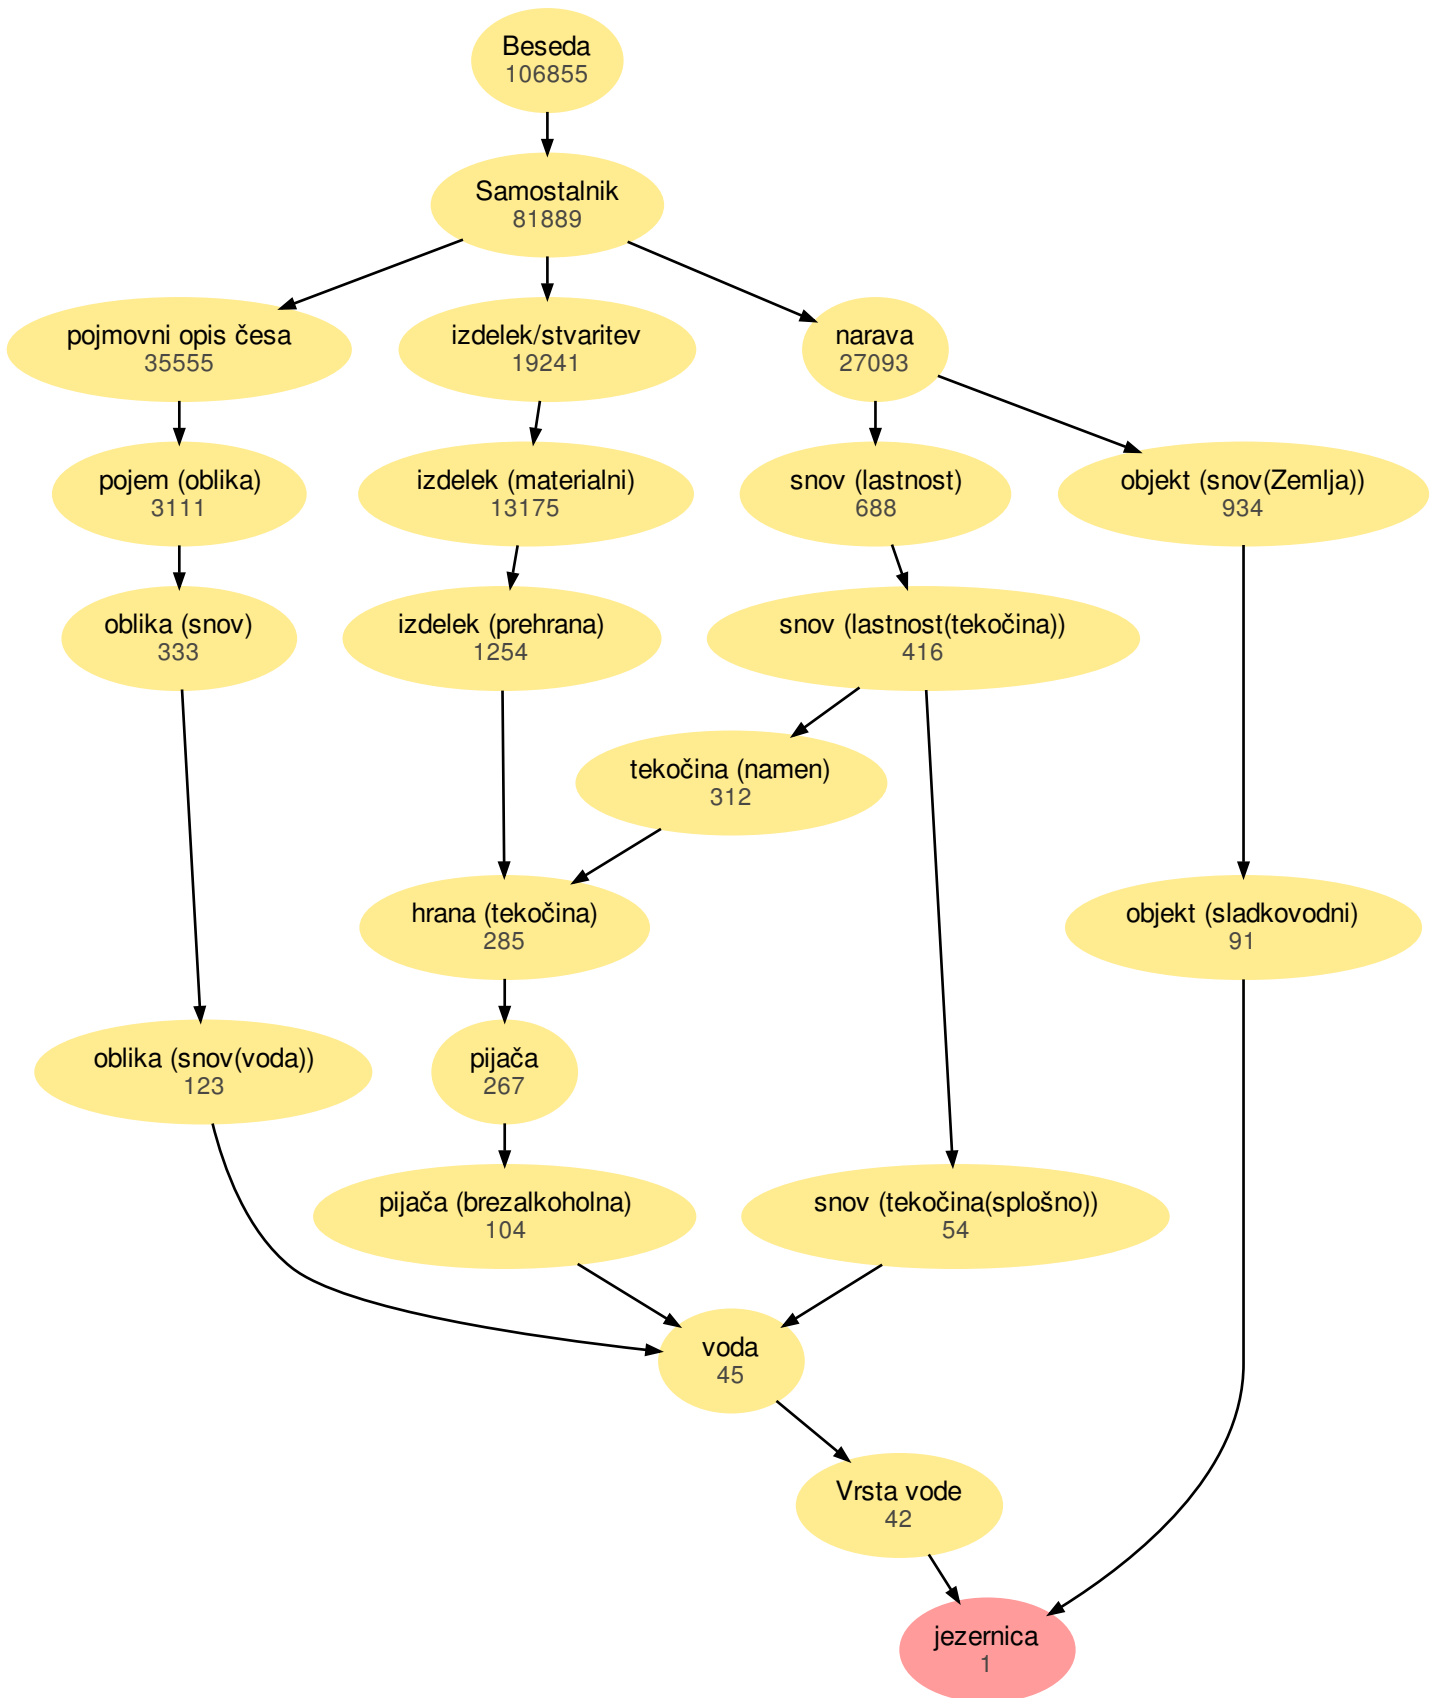 Beseda
106855
Samostalnik
81889
pojmovni opis česa
35555
izdelek/stvaritev
19241
narava
27093
pojem (oblika)
3111
izdelek (materialni)
13175
snov (lastnost)
688
objekt (snov(Zemlja))
934
oblika (snov)
333
izdelek (prehrana)
1254
snov (lastnost(tekočina))
416
tekočina (namen)
312
hrana (tekočina)
285
objekt (sladkovodni)
91
oblika (snov(voda))
123
pijača
267
pijača (brezalkoholna)
104
snov (tekočina(splošno))
54
voda
45
Vrsta vode
42
jezernica
1